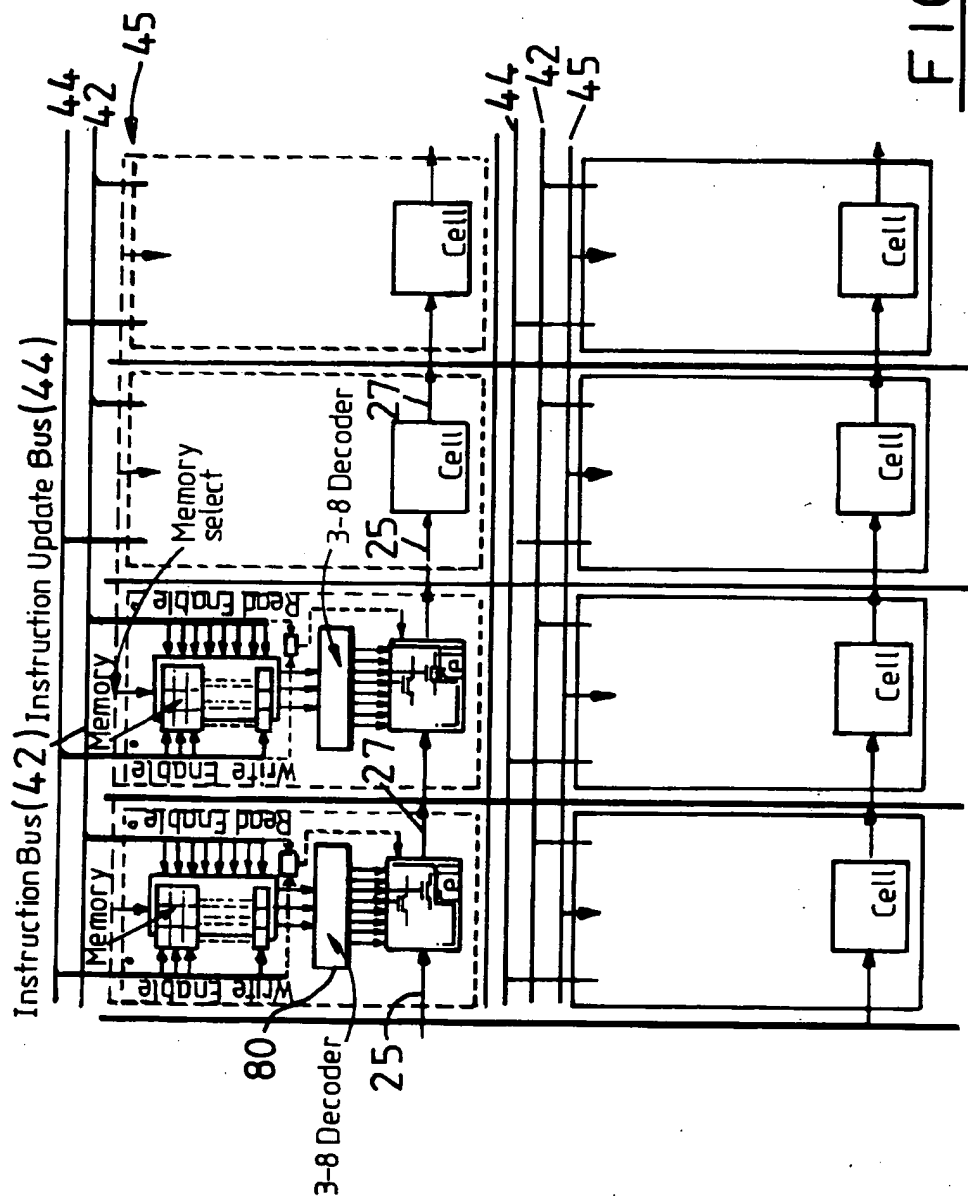 Instruction Bus(42)
Instruction Update Bus(44)
44
42
45
Memory
Memory
Memory select
Write Enable
Read Enable
Write Enable
Read Enable
80
3-8 Decoder
3-8 Decoder
25
27
25
27
Cell
Cell
44
42
45
Cell
Cell
Cell
Cell